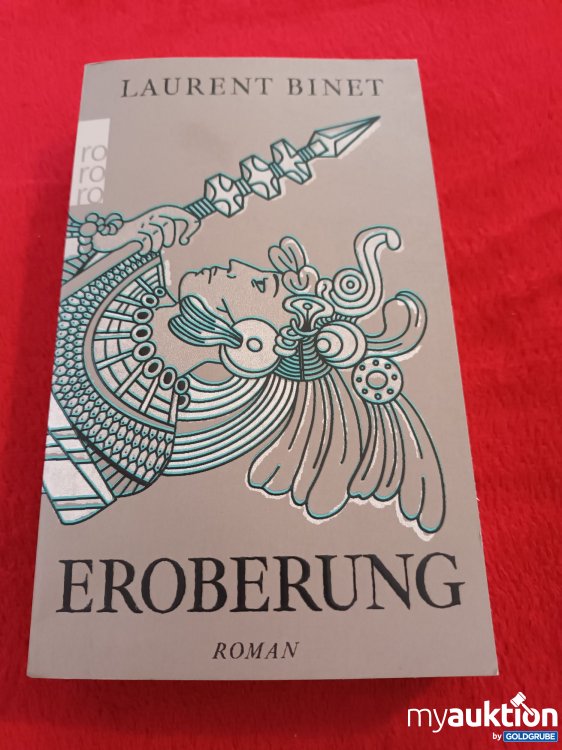 LAURENT BINET
ro
ro
ro
EROBERUNG
ROMAN
myauktion
by GOLDGRUBE